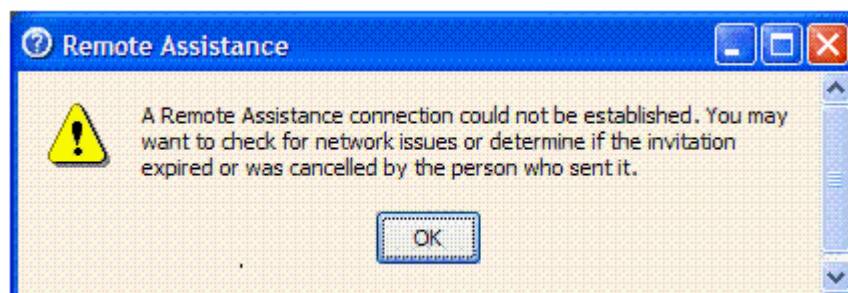 Remote Assistance
A Remote Assistance connection could not be established. You may
want to check for network issues or determine if the invitation
expired or was cancelled by the person who sent it.
OK